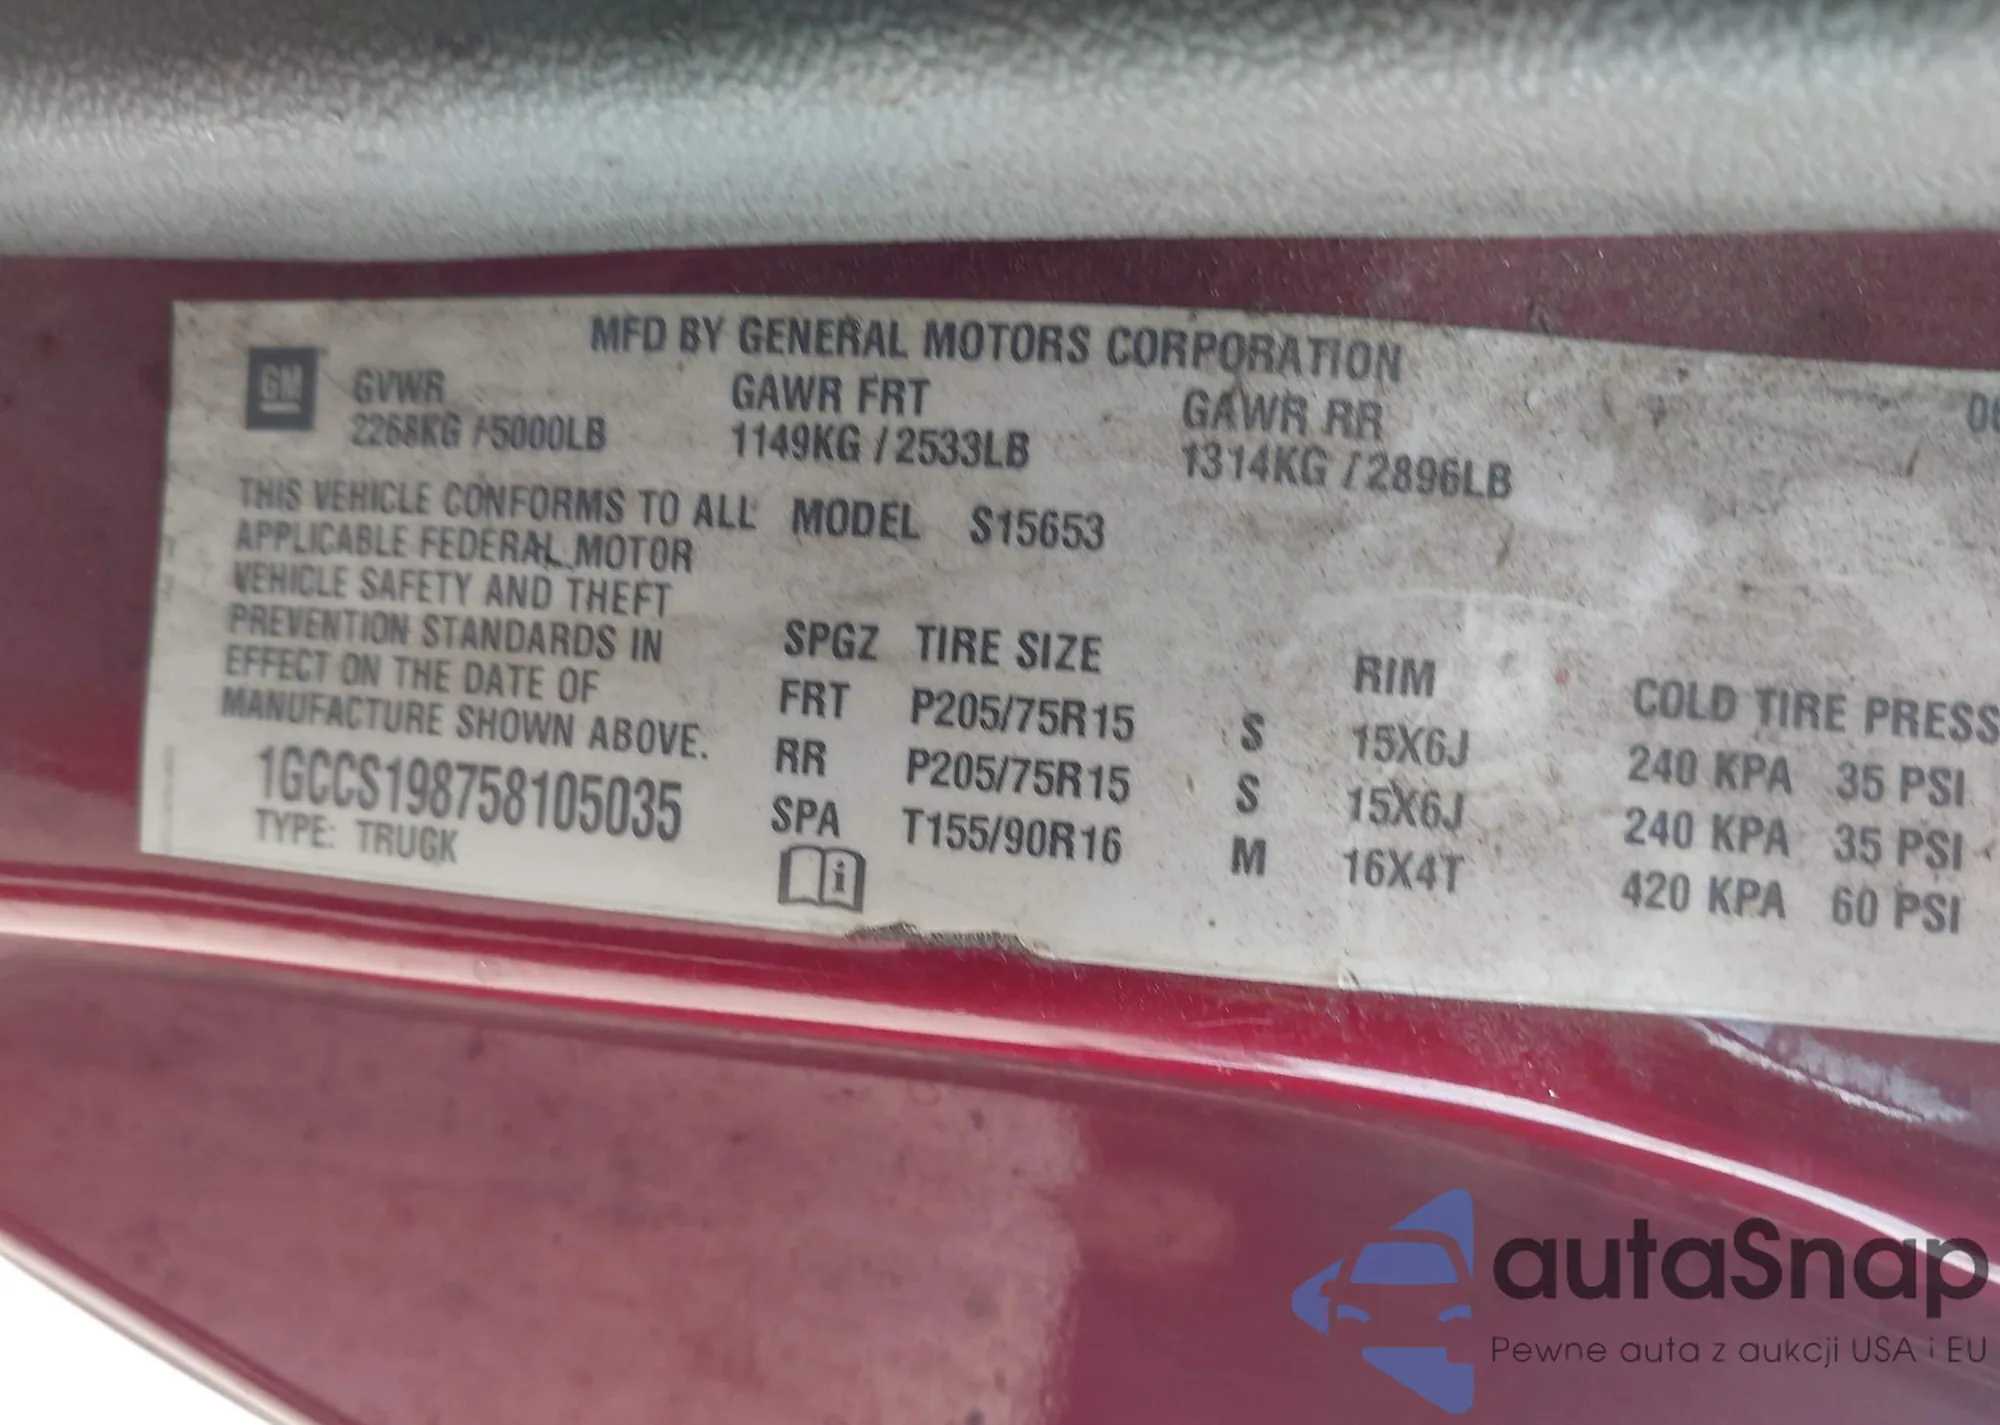 MFD BY GENERAL MOTORS CORPORATION
GM
GVWR GAWR FRT GAWR RR
2268KG / 5000LB 1149KG / 2533LB 1314KG / 2896LB
THIS VEHICLE CONFORMS TO ALL MODEL S15653
APPLICABLE FEDERAL MOTOR
VEHICLE SAFETY AND THEFT
PREVENTION STANDARDS IN
EFFECT ON THE DATE OF
MANUFACTURE SHOWN ABOVE.
1GCCS198758105035
TYPE: TRUCK
SPGZ TIRE SIZE RIM COLD TIRE PRESS
FRT P205/75R15 S 15X6J 240 KPA 35 PSI
RR P205/75R15 S 15X6J 240 KPA 35 PSI
SPA T155/90R16 M 16X4T 420 KPA 60 PSI
i
autaSnap
Pewne auta z aukcji USA i EU